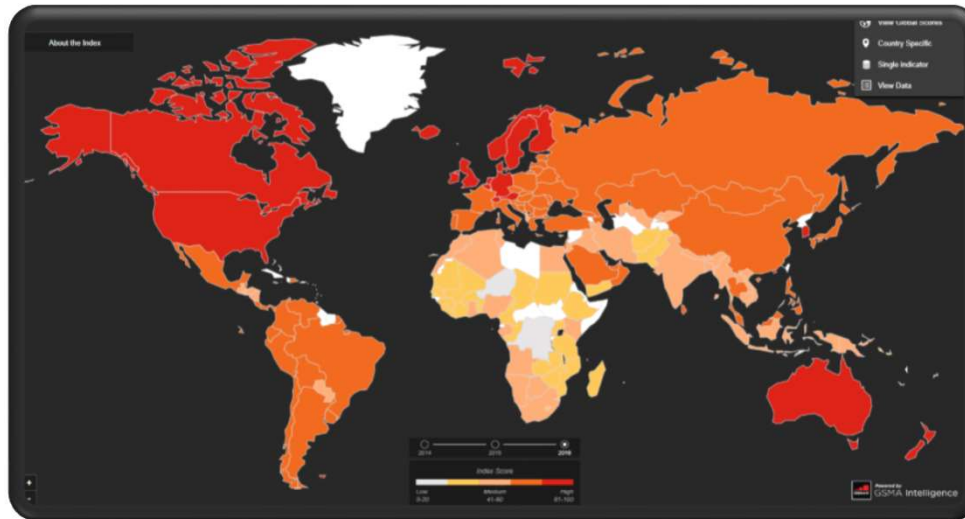 View Global Scores
About the Index
Country Specific
Single Indicator
View Data
2014 2015 2016
Index Score
Low Medium High
0-20 41-60 81-100
+
-
Powered by
GSMA Intelligence